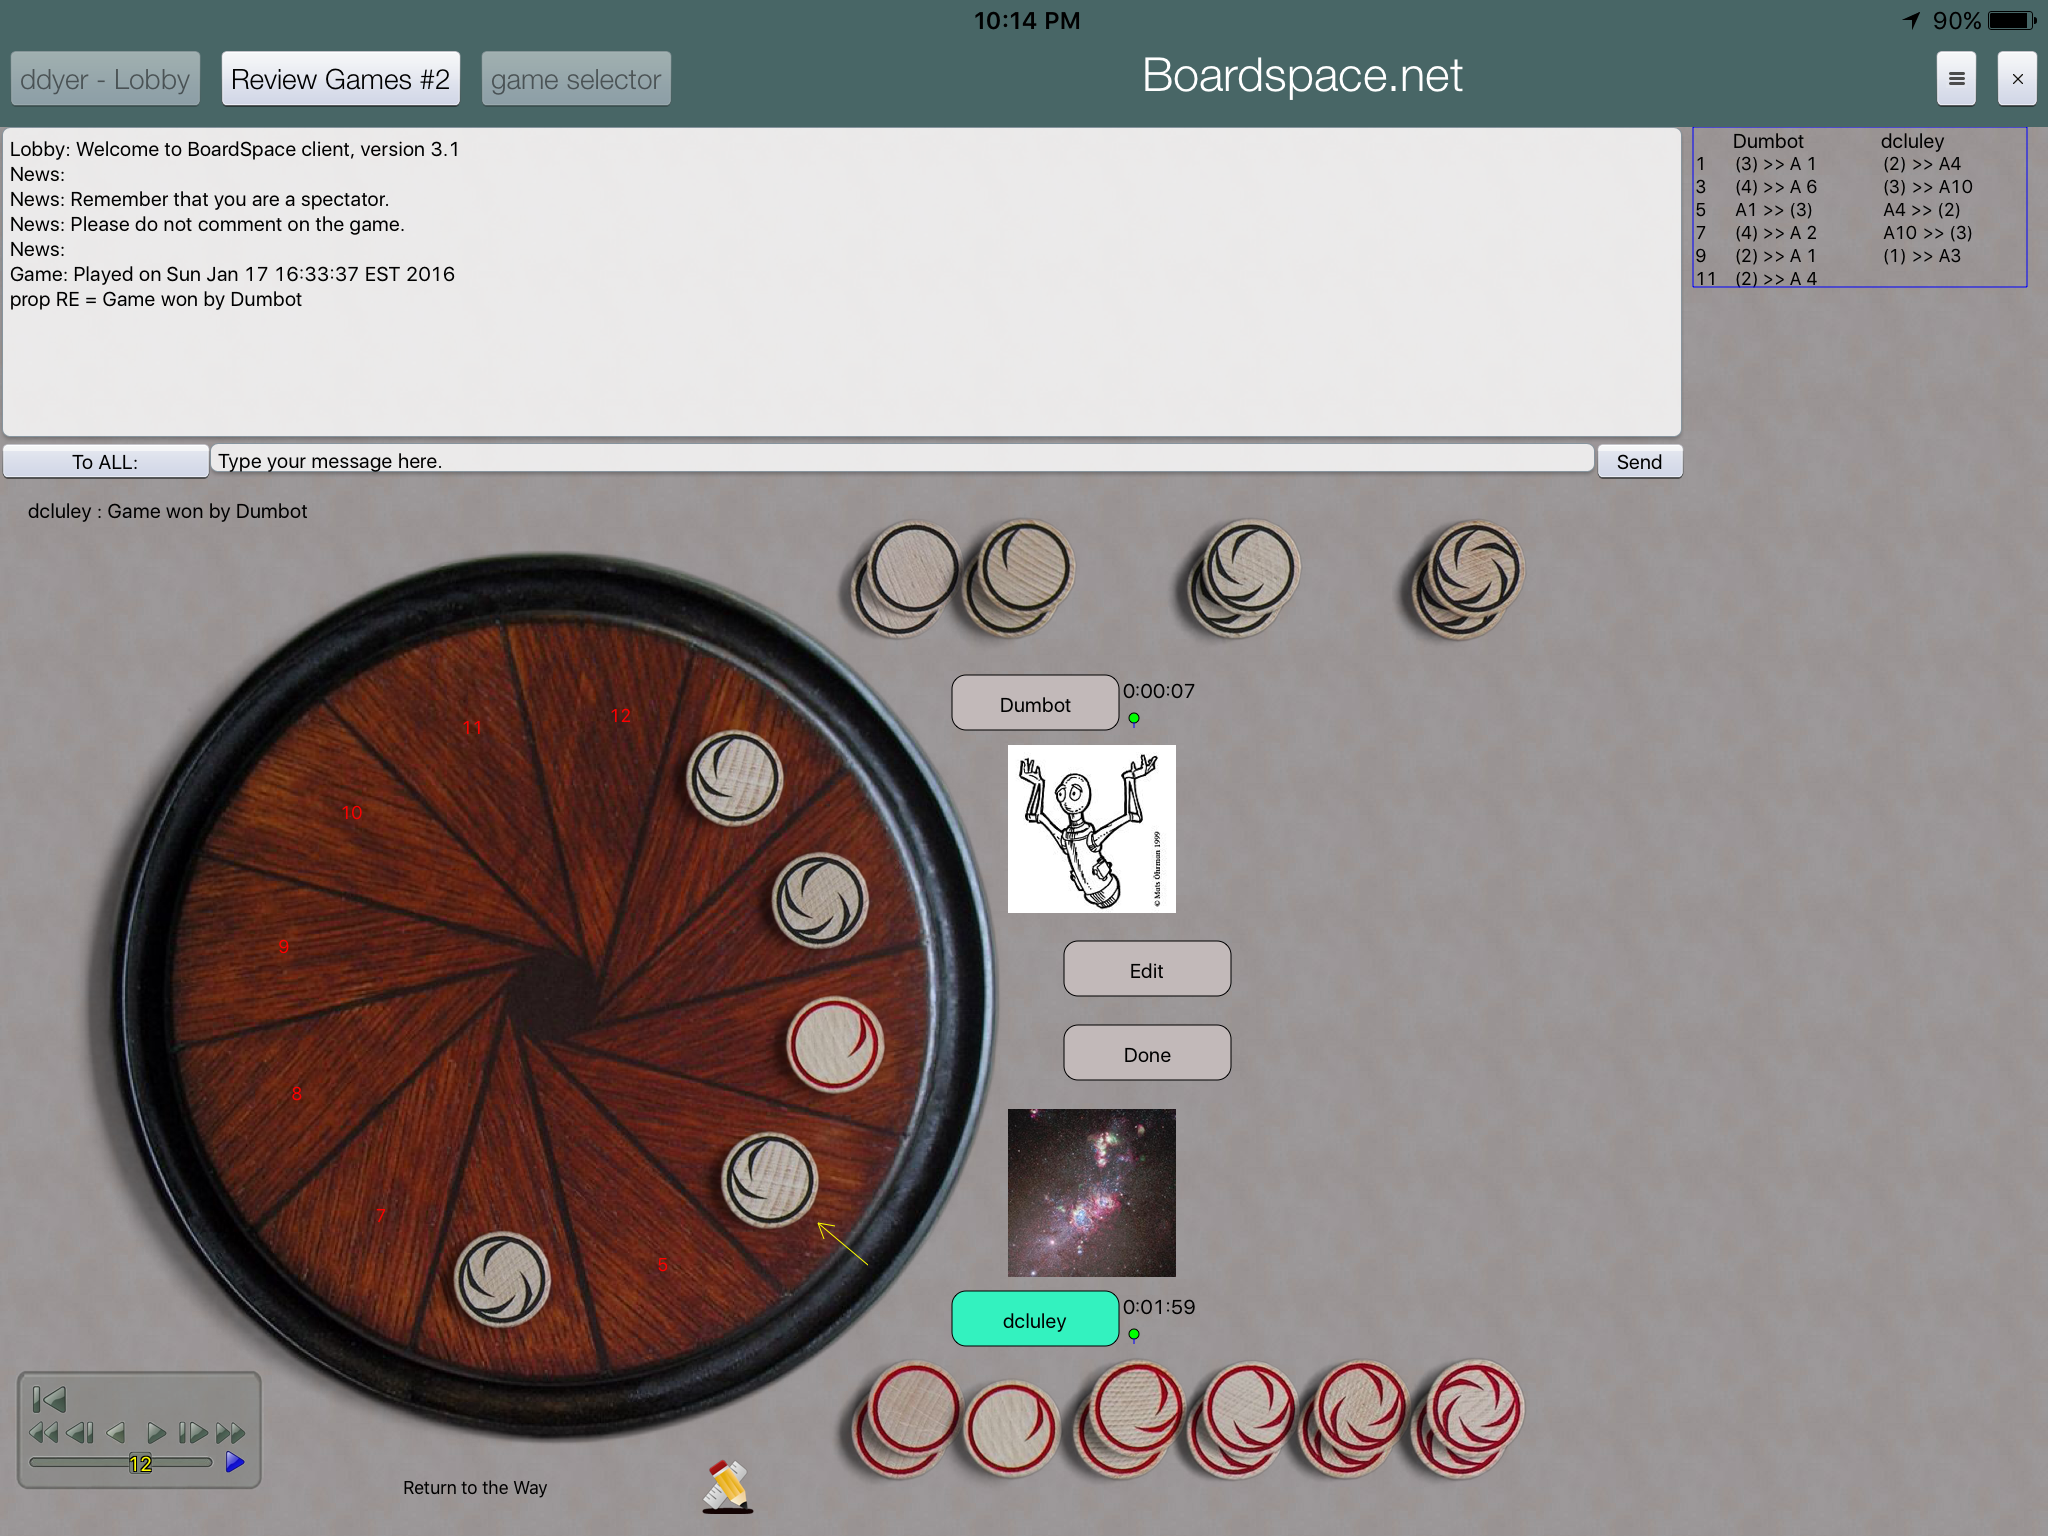 10:14 PM
90%
ddyer - Lobby
Review Games #2
game selector
Boardspace.net
×
Lobby: Welcome to BoardSpace client, version 3.1
News:
News: Remember that you are a spectator.
News: Please do not comment on the game.
News:
Game: Played on Sun Jan 17 16:33:37 EST 2016
prop RE = Game won by Dumbot
Dumbot dcluley
1 (3) >> A 1 (2) >> A4
3 (4) >> A 6 (3) >> A10
5 A1 >> (3) A4 >> (2)
7 (4) >> A 2 A10 >> (3)
9 (2) >> A 1 (1) >> A3
11 (2) >> A 4
To ALL:
Type your message here.
Send
dcluley : Game won by Dumbot
Dumbot
0:00:07
12
11
10
9
8
7
5
© Mats Öhrman 1999
Edit
Done
dcluley
0:01:59
12
Return to the Way